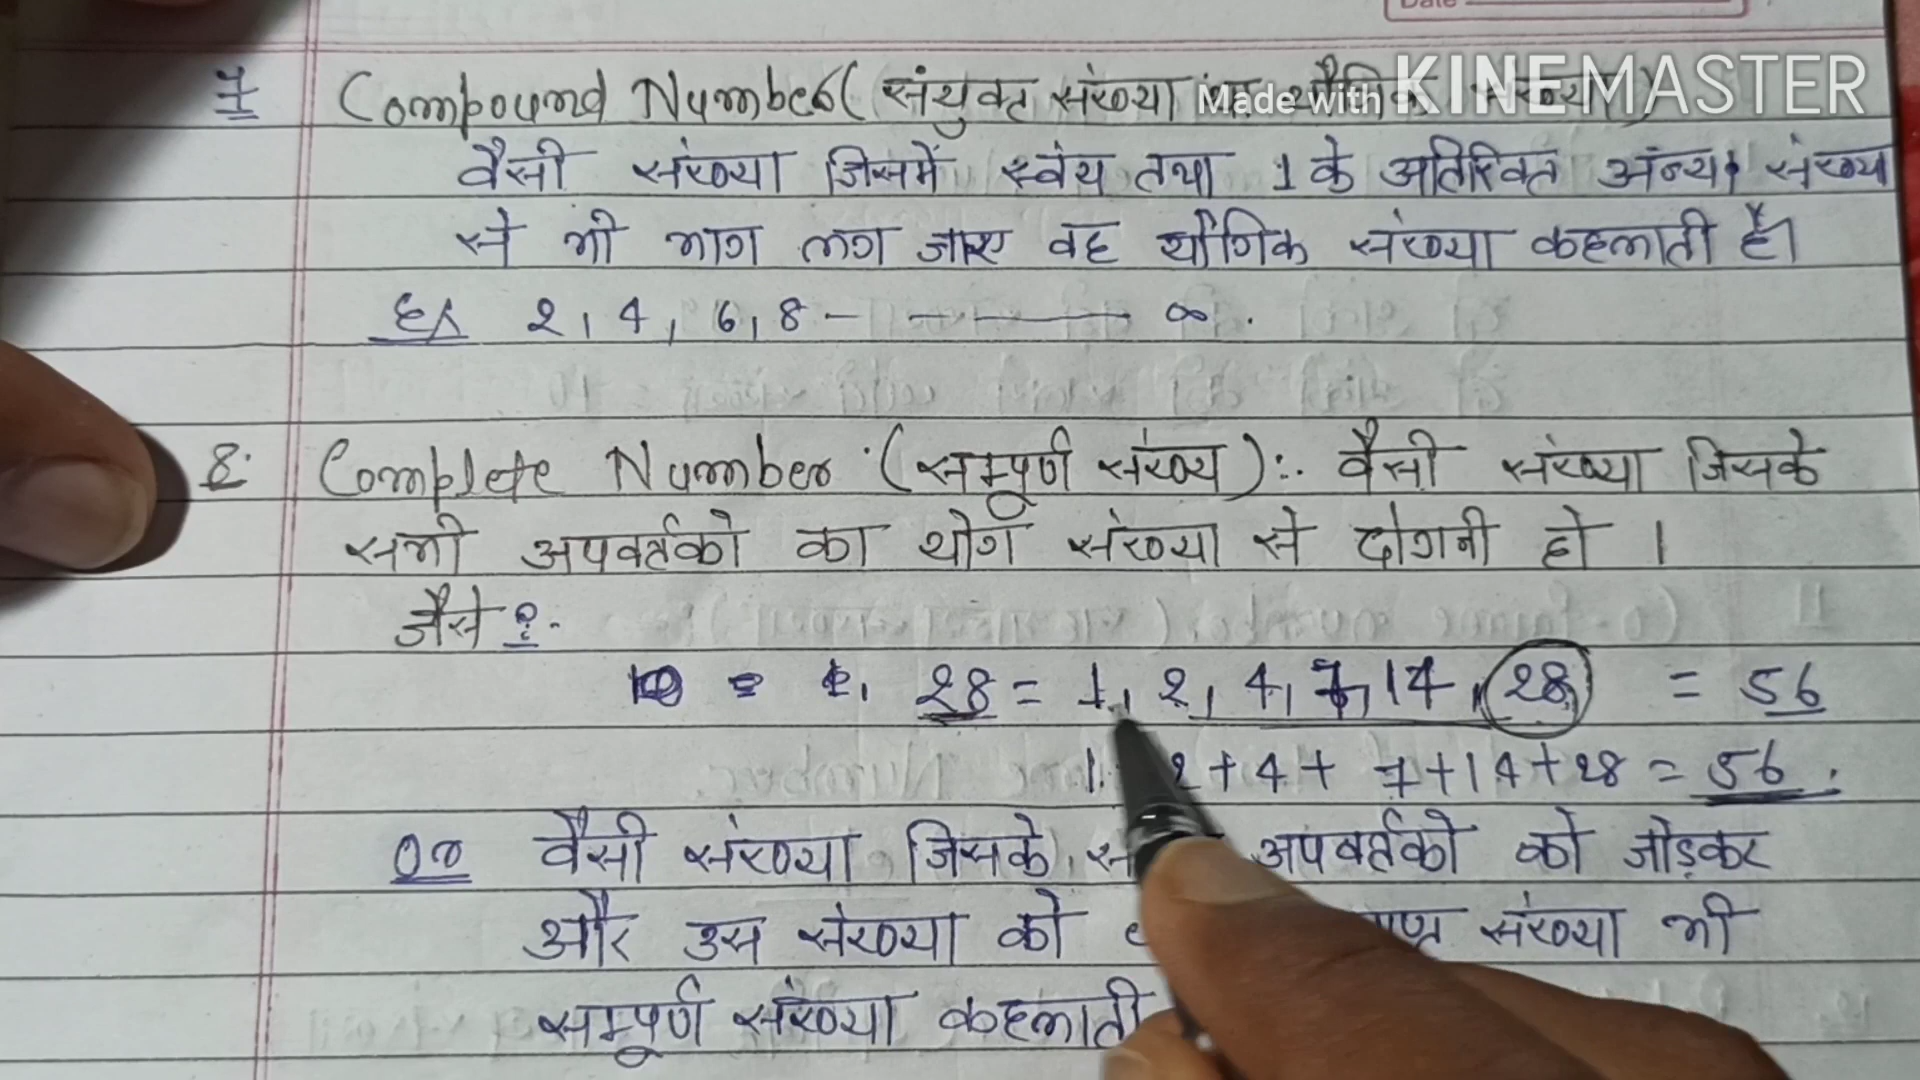 Date
Made with KINEMASTER
7 Compound Number (संयुक्त संख्या या यौगिक संख्या)
वैसी संख्या जिसमें स्वंय तथा 1 के अतिरिक्त अन्य संख्या
से भी भाग लग जाए वह यौगिक संख्या कहलाती है।
Ex 2, 4, 6, 8 - - ∞.
8. Complete Number (सम्पूर्ण संख्य) :- वैसी संख्या जिसके
सभी अपवर्तको का योग संख्या से दोगनी हो ।
जैसे :-
28 = 1, 2, 4, 7, 14, 28 = 56
1 2 + 4 + 7 + 14 + 28 = 56.
Or वैसी संख्या जिसके अपवर्तको को जोड़कर
और उस संख्या को संख्या भी
सम्पूर्ण संख्या कहलाती